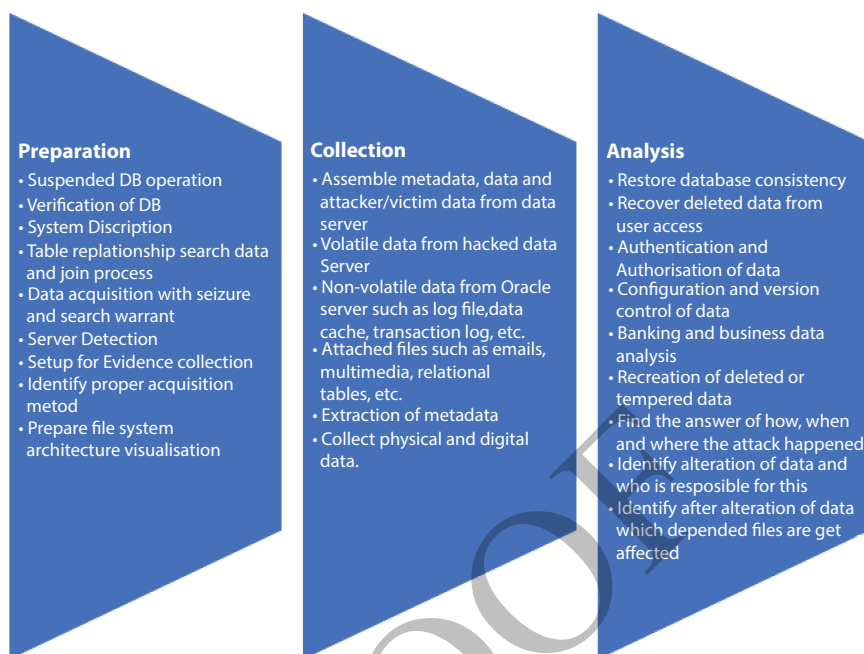 Preparation
• Suspended DB operation
• Verification of DB
• System Discription
• Table replationship search data
and join process
• Data acquisition with seizure
and search warrant
• Server Detection
• Setup for Evidence collection
• Identify proper acquisition
metod
• Prepare file system
architecture visualisation
Collection
• Assemble metadata, data and
attacker/victim data from data
server
• Volatile data from hacked data
Server
• Non-volatile data from Oracle
server such as log file,data
cache, transaction log, etc.
• Attached files such as emails,
multimedia, relational
tables, etc.
• Extraction of metadata
• Collect physical and digital
data.
Analysis
• Restore database consistency
• Recover deleted data from
user access
• Authentication and
Authorisation of data
• Configuration and version
control of data
• Banking and business data
analysis
• Recreation of deleted or
tempered data
• Find the answer of how, when
and where the attack happened
• Identify alteration of data and
who is resposible for this
• Identify after alteration of data
which depended files are get
affected